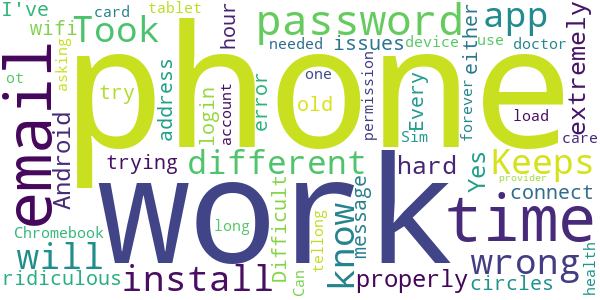 I've
card
tablet
wifi
Took
hour
password
app
either
extremely
asking
needed
issues
device
use
doctor
phone
email
Android
try
address
login
account
error
one
old
permission
Every
Sim
forever
load
care
trying
different
hard
Yes
Keeps
connect
provider
work
time
know
message
Chromebook
will
ridiculous
install
long
Difficult
Can
tellong
properly
wrong
circles
health
ot